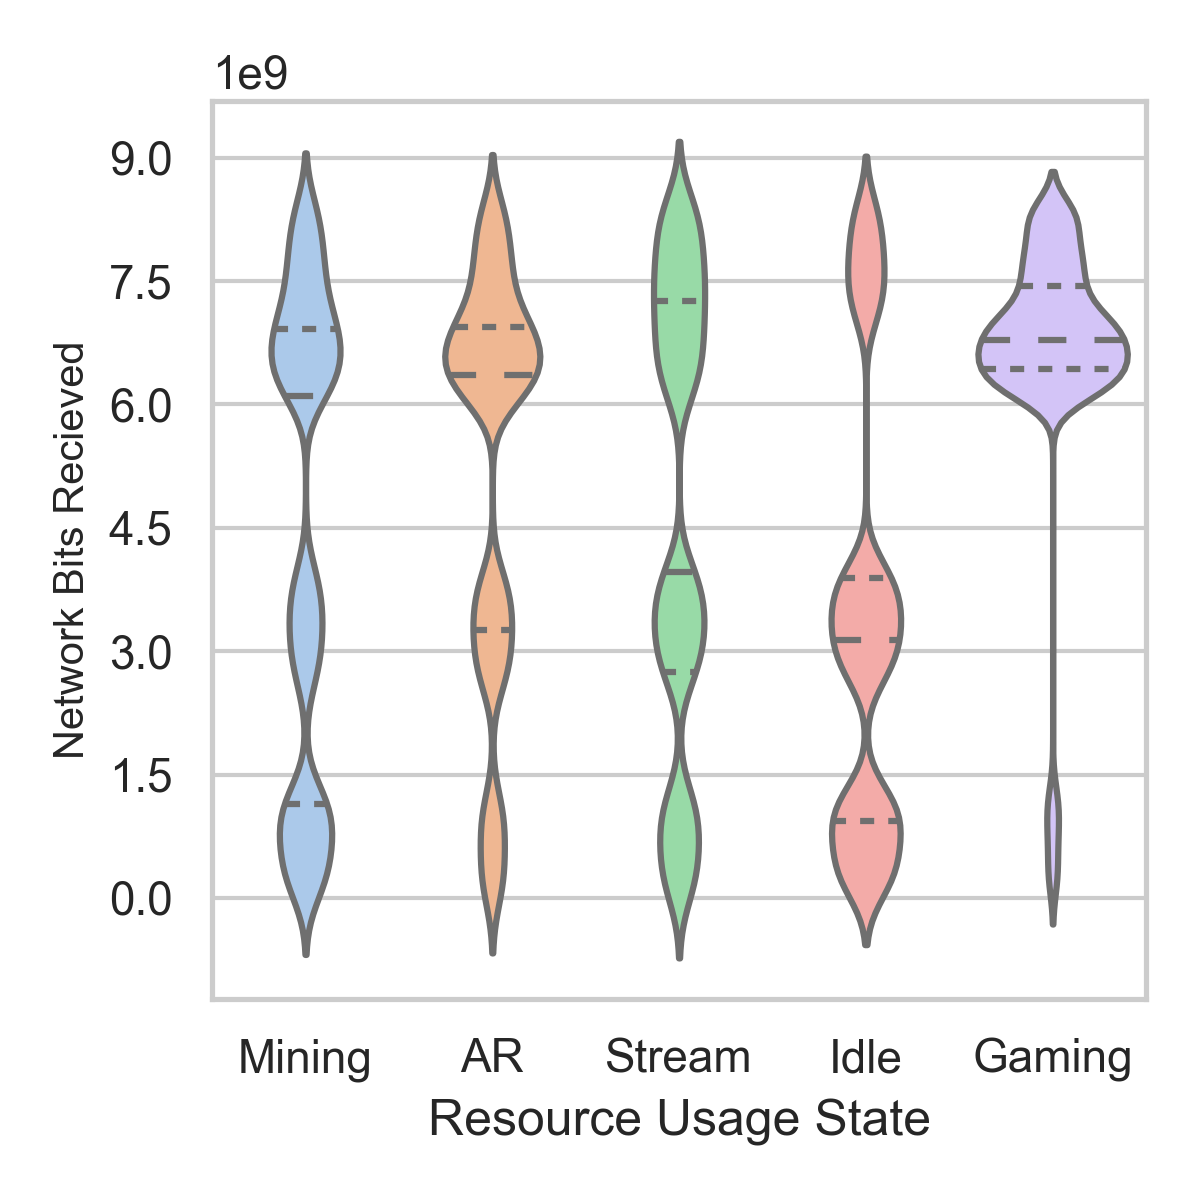 1e9
9.0
7.5
6.0
4.5
3.0
1.5
0.0
Network Bits Recieved
Mining AR Stream Idle Gaming
Resource Usage State